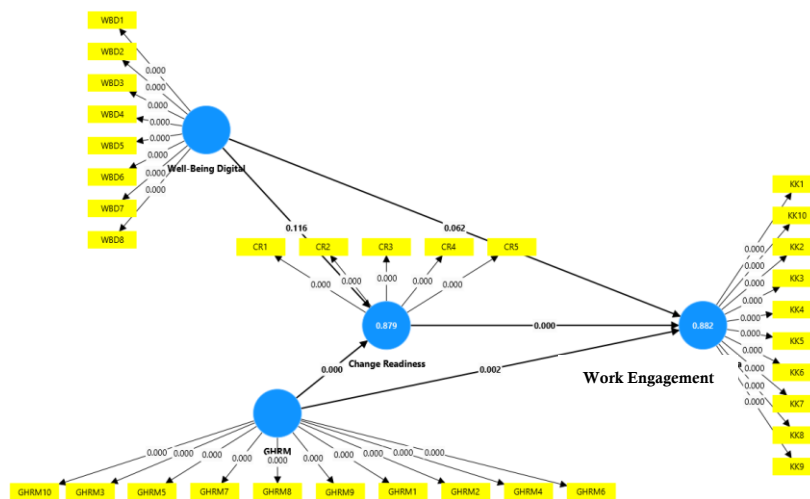 WBD1
WBD2
WBD3
WBD4
WBD5
WBD6
WBD7
WBD8
0.000
0.000
0.000
0.000
0.000
0.000
0.000
0.000
Well-Being Digital
0.116
0.062
CR1
CR2
CR3
CR4
CR5
0.000
0.000
0.000
0.000
0.000
0.879
Change Readiness
0.000
0.000
0.002
0.882
Work Engagement
KK1
KK10
KK2
KK3
KK4
KK5
KK6
KK7
KK8
KK9
0.000
0.000
0.000
0.000
0.000
0.000
0.000
0.000
0.000
0.000
GHRM
0.000
0.000
0.000
0.000
0.000
0.000
0.000
0.000
0.000
0.000
GHRM10
GHRM3
GHRM5
GHRM7
GHRM8
GHRM9
GHRM1
GHRM2
GHRM4
GHRM6